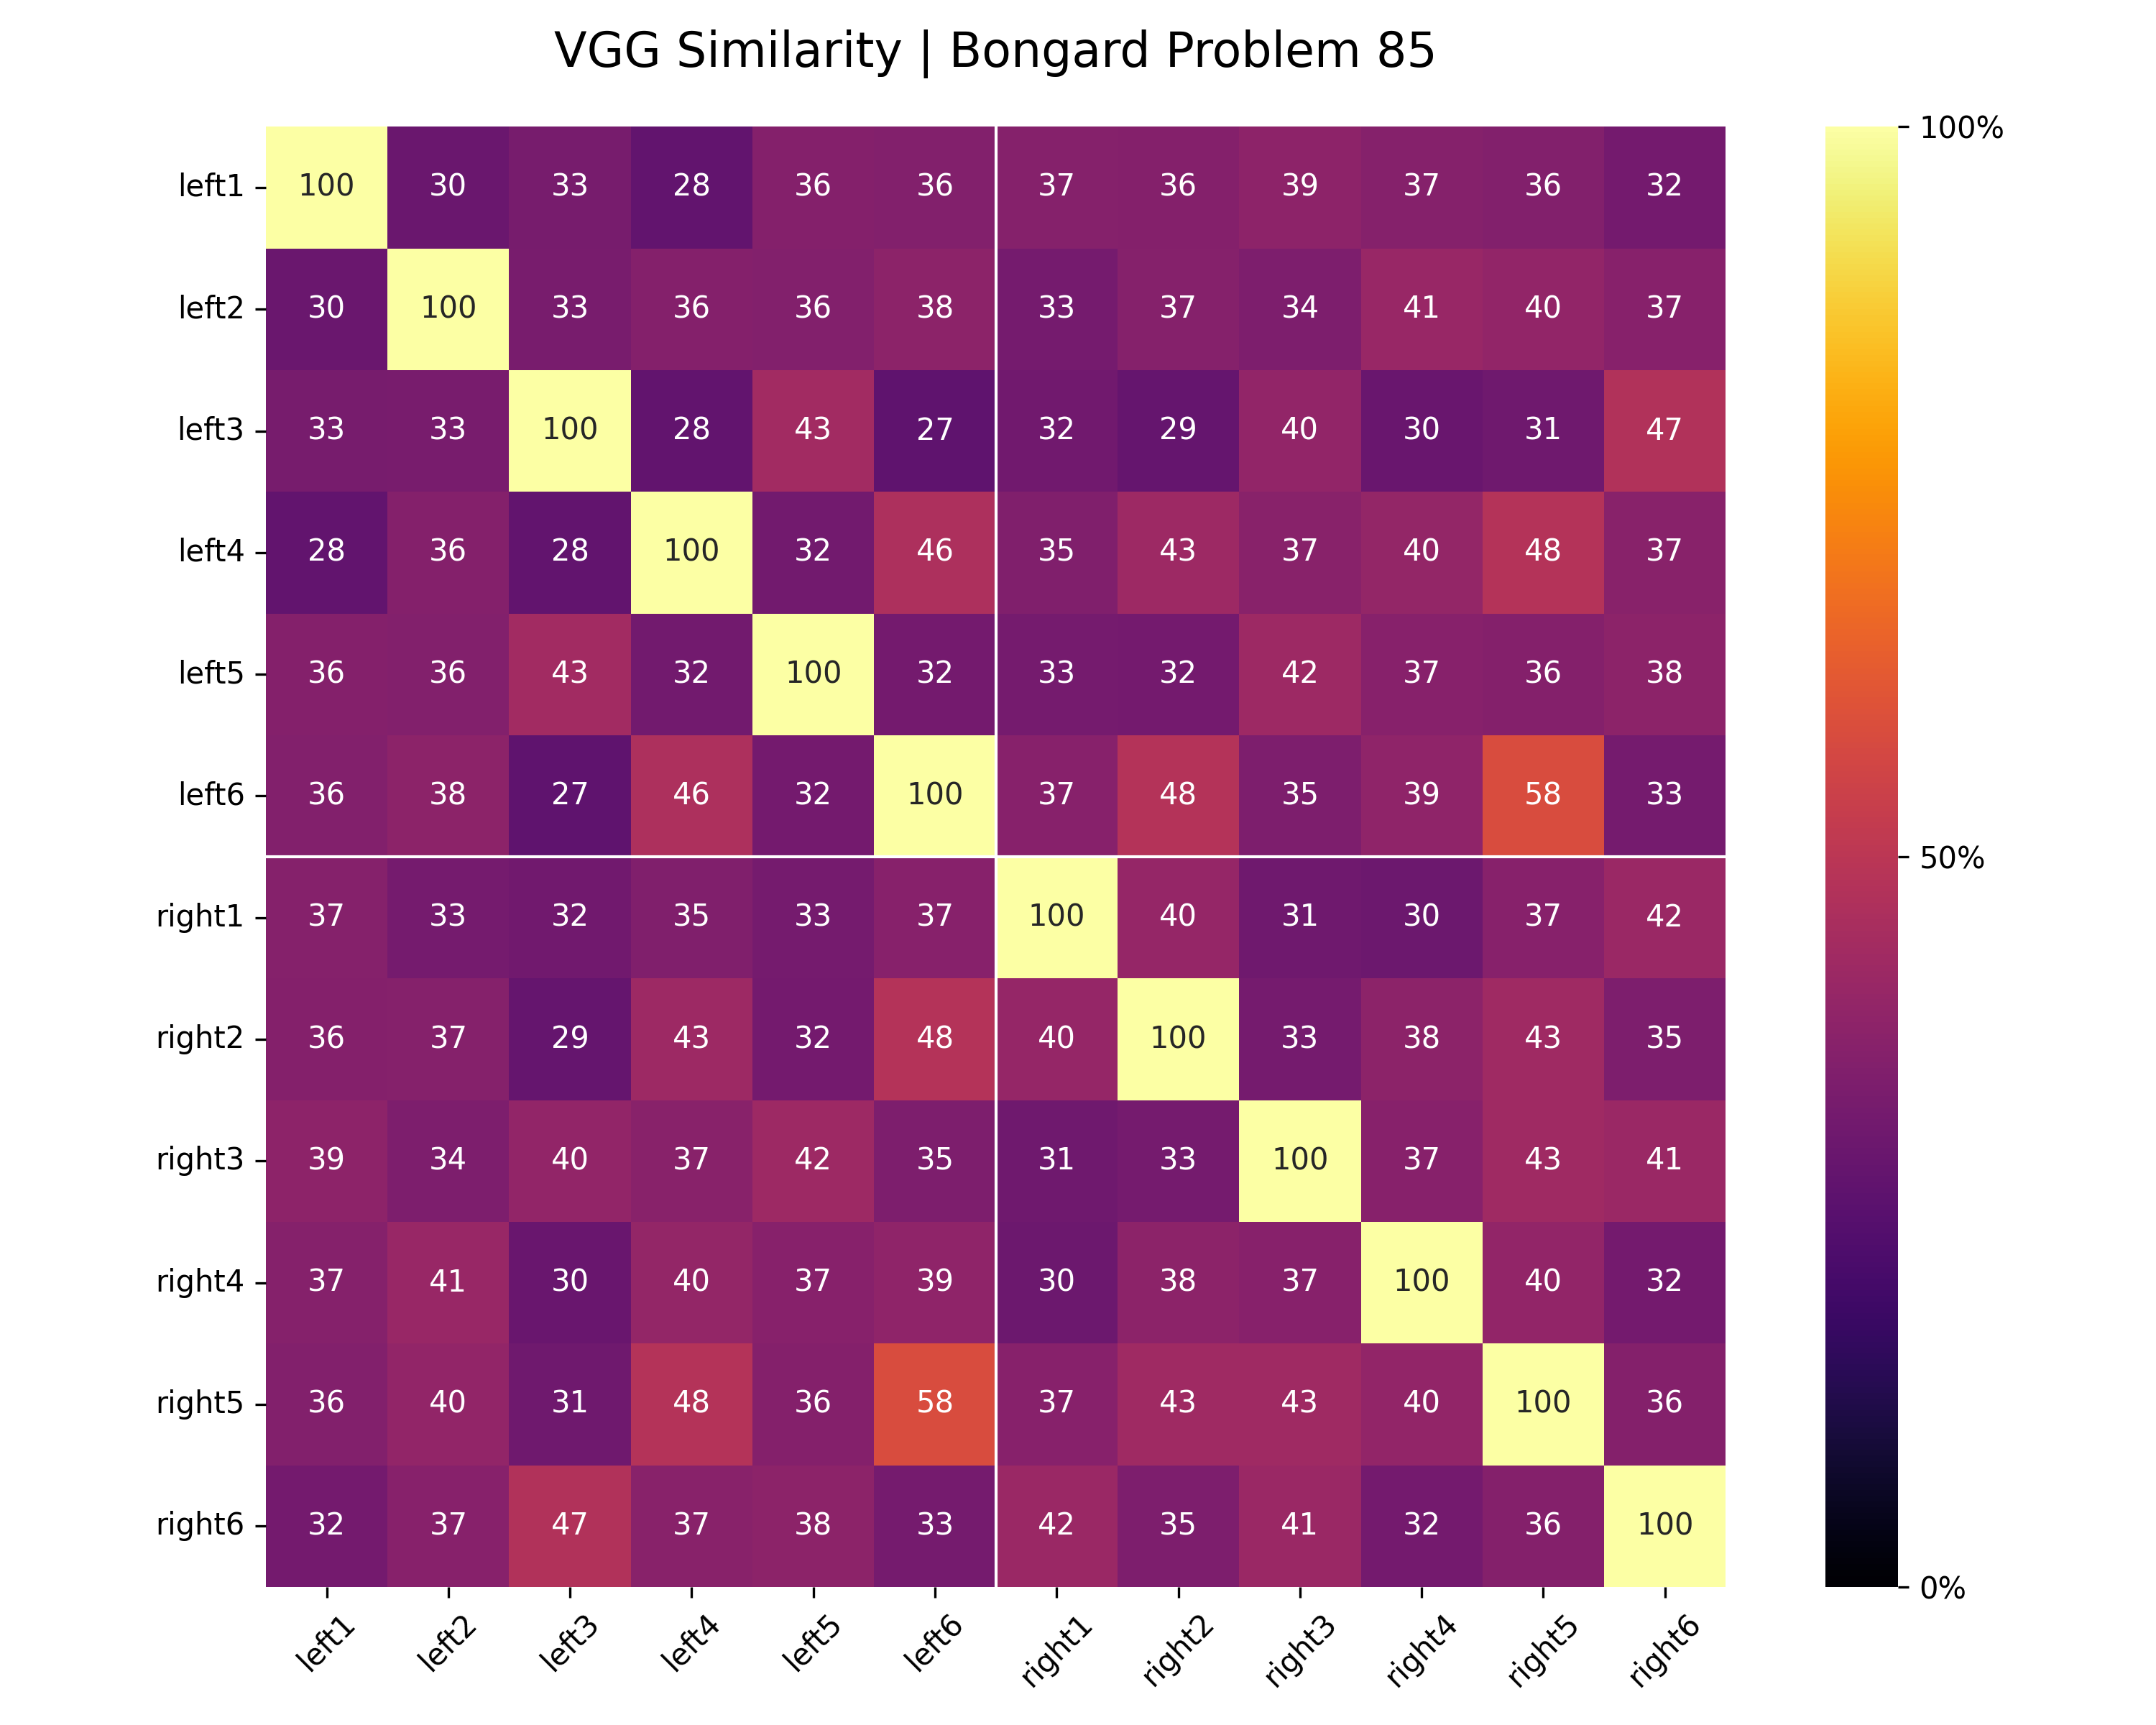 VGG Similarity | Bongard Problem 85
left1 100 30 33 28 36 36 37 36 39 37 36 32
left2 30 100 33 36 36 38 33 37 34 41 40 37
left3 33 33 100 28 43 27 32 29 40 30 31 47
left4 28 36 28 100 32 46 35 43 37 40 48 37
left5 36 36 43 32 100 32 33 32 42 37 36 38
left6 36 38 27 46 32 100 37 48 35 39 58 33
right1 37 33 32 35 33 37 100 40 31 30 37 42
right2 36 37 29 43 32 48 40 100 33 38 43 35
right3 39 34 40 37 42 35 31 33 100 37 43 41
right4 37 41 30 40 37 39 30 38 37 100 40 32
right5 36 40 31 48 36 58 37 43 43 40 100 36
right6 32 37 47 37 38 33 42 35 41 32 36 100
left1 left2 left3 left4 left5 left6 right1 right2 right3 right4 right5 right6
100%
50%
0%